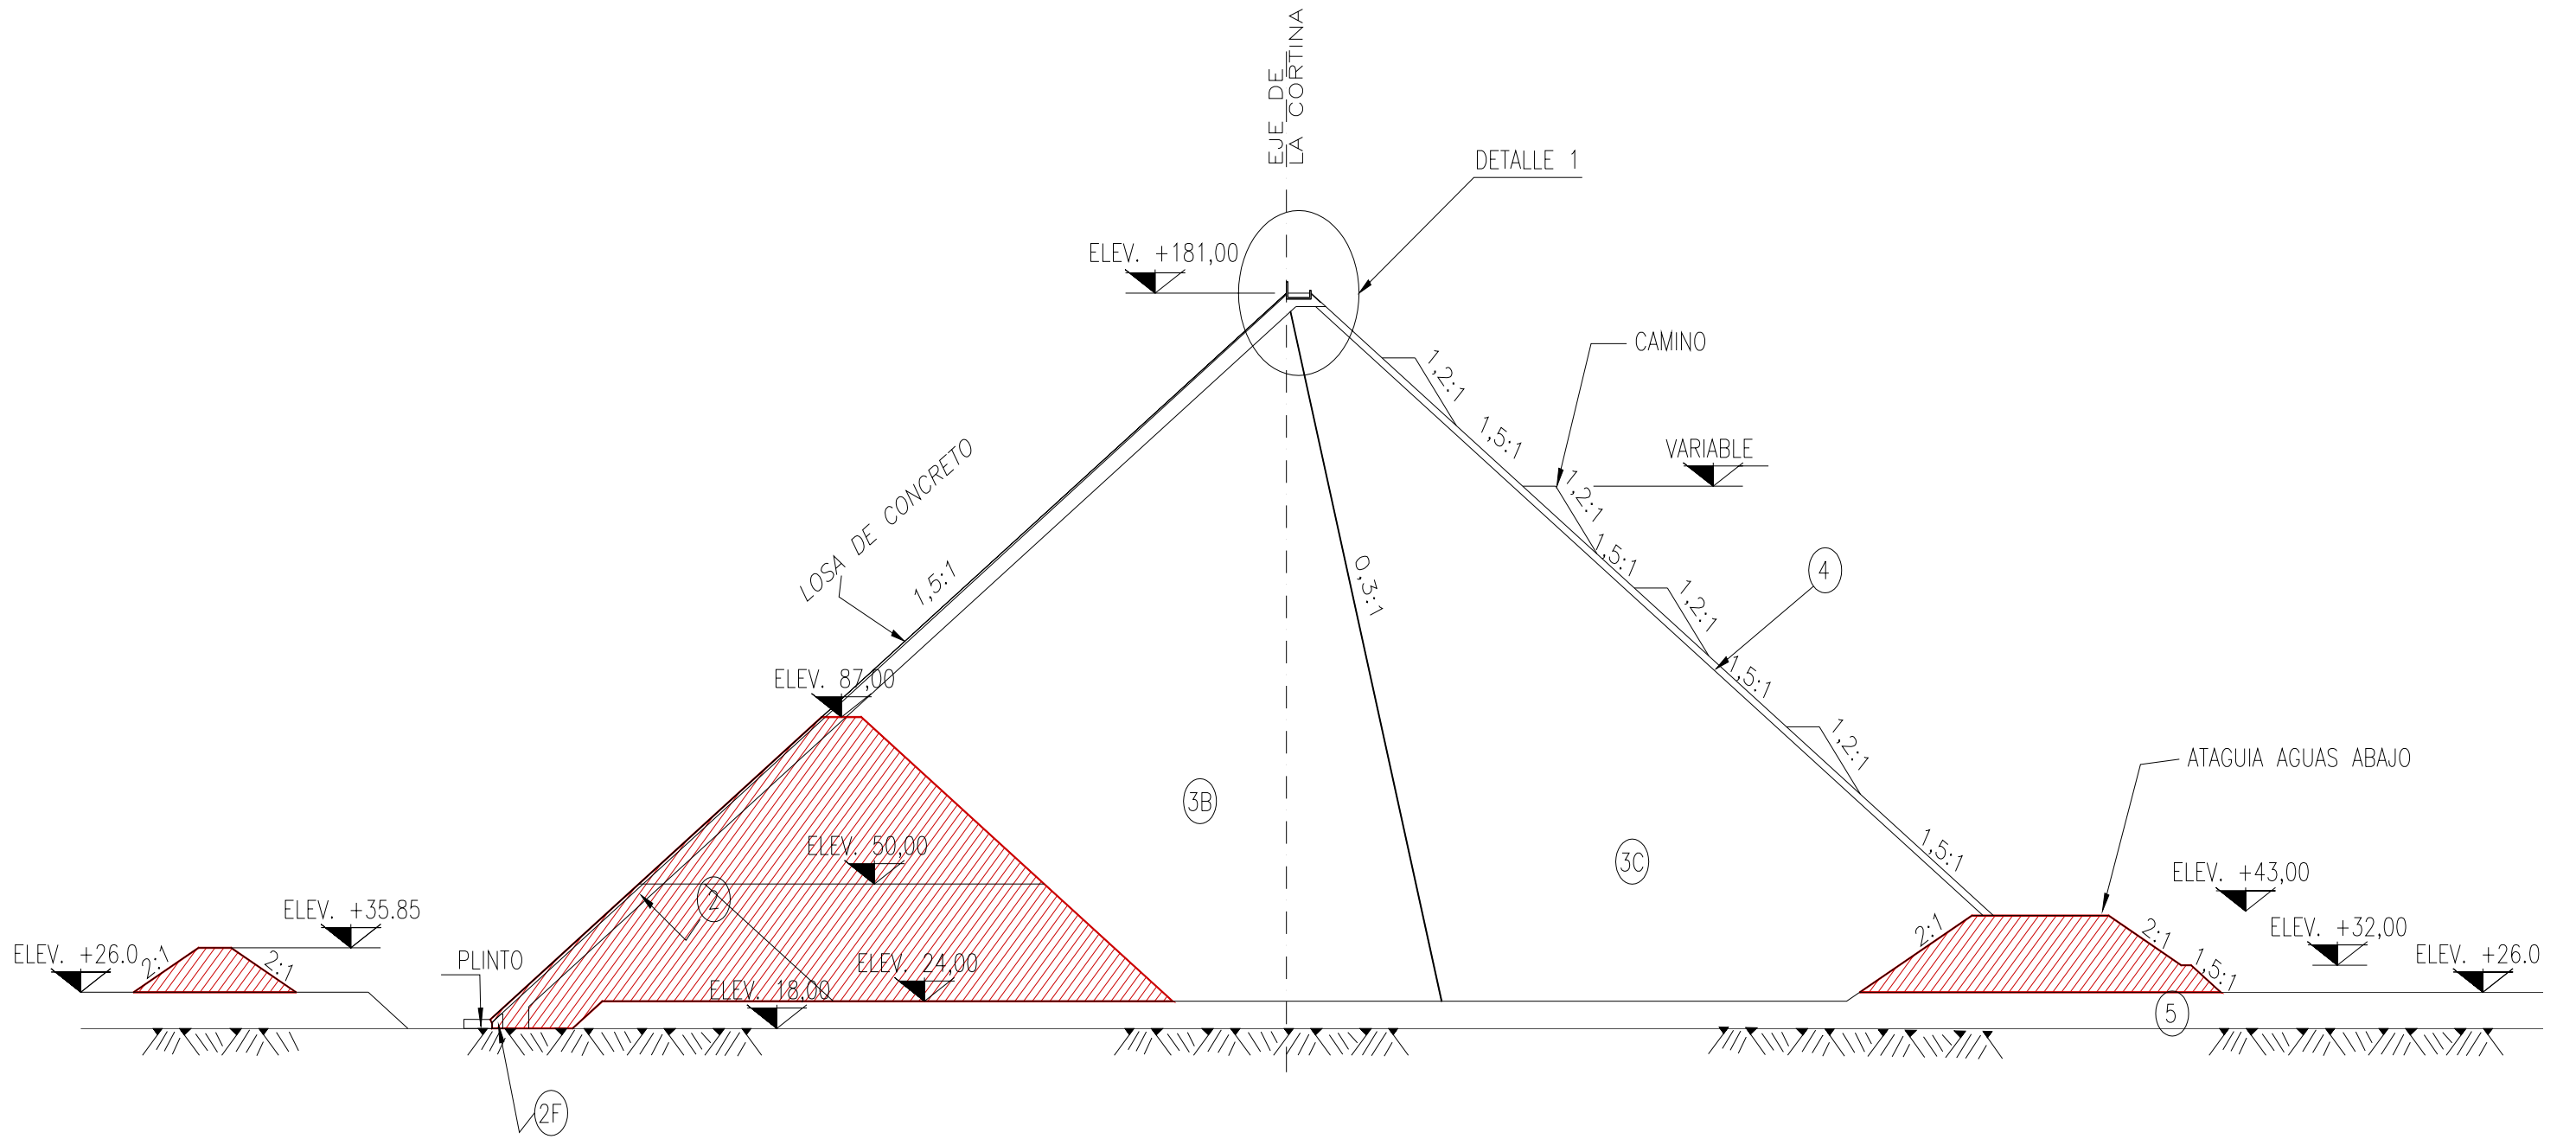 EJE DE
LA CORTINA
DETALLE 1
ELEV. +181,00
CAMINO
1,2:1
1,5:1
VARIABLE
LOSA DE CONCRETO
1,2:1
1,5:1
1,5:1
0,3:1
4
1,2:1
ELEV. 87,00
1,5:1
1,2:1
ATAGUIA AGUAS ABAJO
3B
ELEV. 50,00
3C
1,5:1
ELEV. +43,00
2
ELEV. +35.85
ELEV. +32,00
2:1
2:1
ELEV. +26.0
2:1
2:1
PLINTO
ELEV. 24,00
1,5:1
ELEV. +26.0
ELEV. 18,00
5
2F